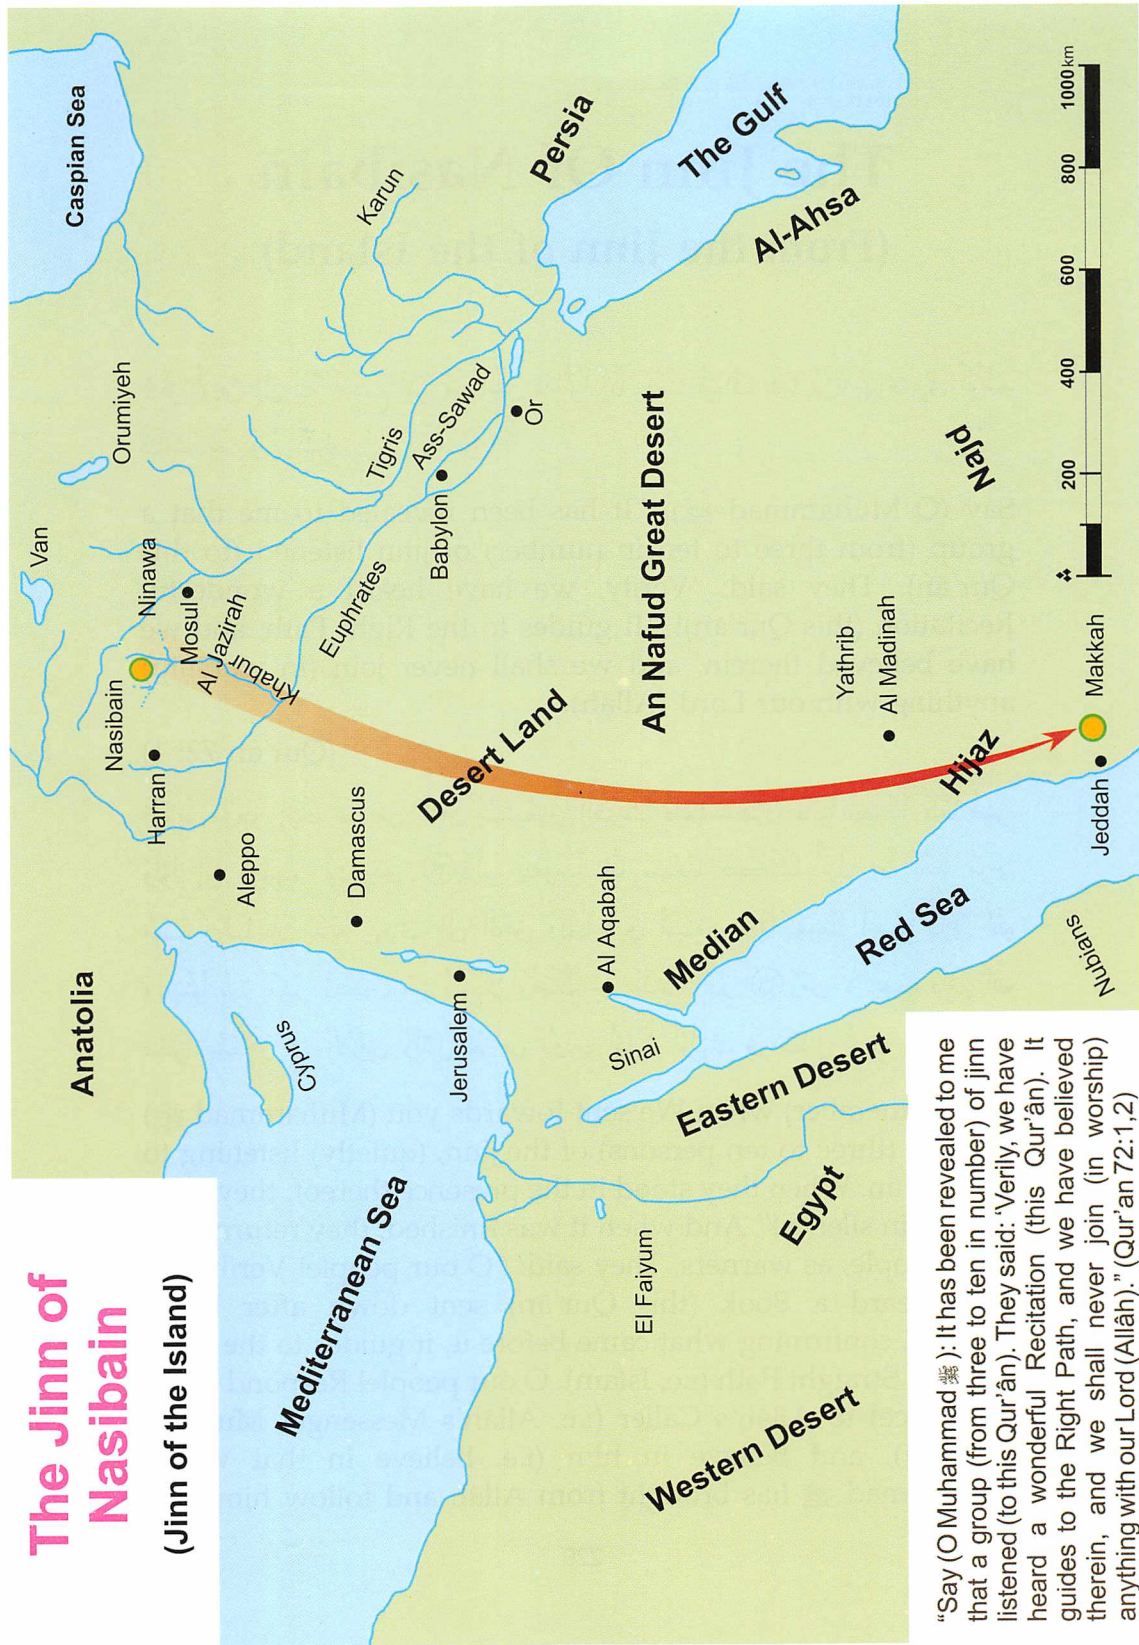 The Jinn of
Nasibain
(Jinn of the Island)
Anatolia
Caspian Sea
Van
Orumiyeh
Nasibain
Ninawa
Harran
Mosul
Al Jazirah
Khabur
Aleppo
Cyprus
Mediterranean Sea
Damascus
Euphrates
Tigris
Karun
Ass-Sawad
Babylon
Jerusalem
Desert Land
Or
Persia
Al Aqabah
Sinai
An Nafud Great Desert
The Gulf
El Faiyum
Median
Al-Ahsa
Eastern Desert
Egypt
Western Desert
Red Sea
Yathrib
Al Madinah
Hijaz
Najd
Nubians
Jeddah
Makkah
200
400
600
800
1000 km
“Say (O Muhammad ﷺ): It has been revealed to me
that a group (from three to ten in number) of jinn
listened (to this Qur’ân). They said: ‘Verily, we have
heard a wonderful Recitation (this Qur’ân). It
guides to the Right Path, and we have believed
therein, and we shall never join (in worship)
anything with our Lord (Allâh).” (Qur’an 72:1,2)